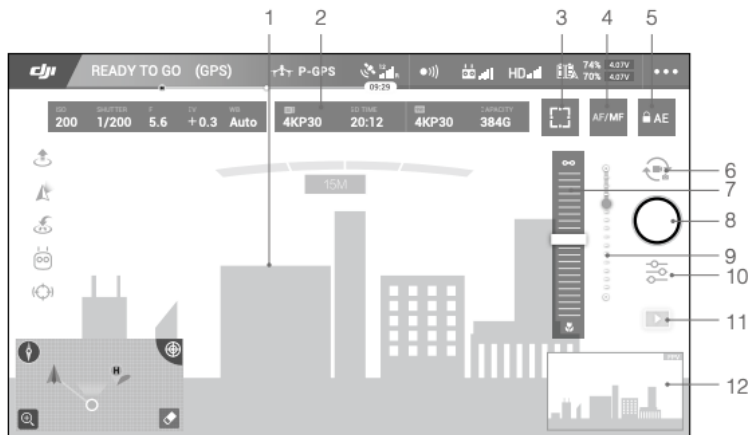 1 2 3 4 5
dji READY TO GO (GPS) P-GPS 12 HD 74% 4.07V
70% 4.07V
09:29
ISO SHUTTER F EV WB SD TIME CAPACITY
200 1/200 5.6 +0.3 Auto 4KP30 20:12 4KP30 384G AF/MF AE
15M
6
7
8
9
10
11
H
FPV
12